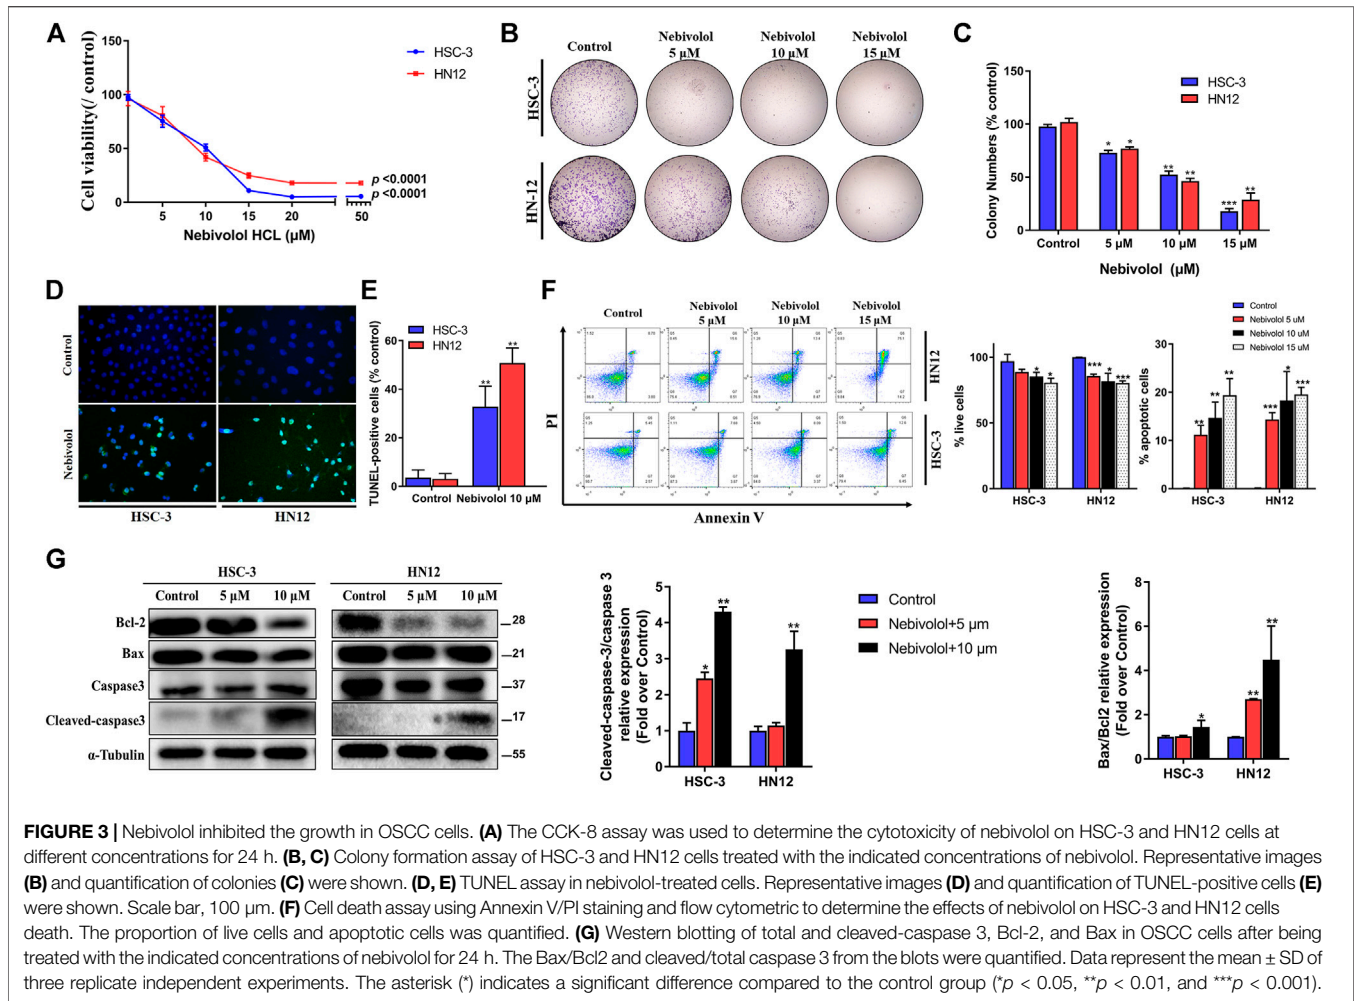 A
Cell viability(/ control)
150
100
50
0
5
10
15
20
50
Nebivolol HCL (µM)
HSC-3
HN12
p <0.0001
p <0.0001
B
Control
Nebivolol
5 µM
Nebivolol
10 µM
Nebivolol
15 µM
HSC-3
HN-12
C
Colony Numbers (% control)
150
100
50
0
HSC-3
HN12
* *
** **
*** **
Control
5 µM
10 µM
15 µM
Nebivolol (µM)
D
Control
Nebivolol
HSC-3
HN12
E
TUNEL-positive cells (% control)
60
40
20
0
HSC-3
HN12
** **
Control
Nebivolol 10 µM
F
Control
Nebivolol
5 µM
Nebivolol
10 µM
Nebivolol
15 µM
PI
HN12
HSC-3
Annexin V
% live cells
100
50
0
* *
*** * ***
HSC-3
HN12
Control
Nebivolol 5 uM
Nebivolol 10 uM
Nebivolol 15 uM
% apoptotic cells
30
20
10
0
** ** **
*** * ***
HSC-3
HN12
G
HSC-3
HN12
Control 5 µM 10 µM
Control 5 µM 10 µM
Bcl-2
28
Bax
21
Caspase3
37
Cleaved-caspase3
17
α-Tubulin
55
Cleaved-caspase-3/caspase 3
relative expression
(Fold over Control)
5
4
3
2
1
0
* **
**
HSC-3
HN12
Control
Nebivolol+5 µm
Nebivolol+10 µm
Bax/Bcl2 relative expression
(Fold over Control)
8
6
4
2
0
*
** **
HSC-3
HN12
FIGURE 3 | Nebivolol inhibited the growth in OSCC cells. (A) The CCK-8 assay was used to determine the cytotoxicity of nebivolol on HSC-3 and HN12 cells at
different concentrations for 24 h. (B, C) Colony formation assay of HSC-3 and HN12 cells treated with the indicated concentrations of nebivolol. Representative images
(B) and quantification of colonies (C) were shown. (D, E) TUNEL assay in nebivolol-treated cells. Representative images (D) and quantification of TUNEL-positive cells (E)
were shown. Scale bar, 100 µm. (F) Cell death assay using Annexin V/PI staining and flow cytometric to determine the effects of nebivolol on HSC-3 and HN12 cells
death. The proportion of live cells and apoptotic cells was quantified. (G) Western blotting of total and cleaved-caspase 3, Bcl-2, and Bax in OSCC cells after being
treated with the indicated concentrations of nebivolol for 24 h. The Bax/Bcl2 and cleaved/total caspase 3 from the blots were quantified. Data represent the mean ± SD of
three replicate independent experiments. The asterisk (*) indicates a significant difference compared to the control group (*p < 0.05, **p < 0.01, and ***p < 0.001).